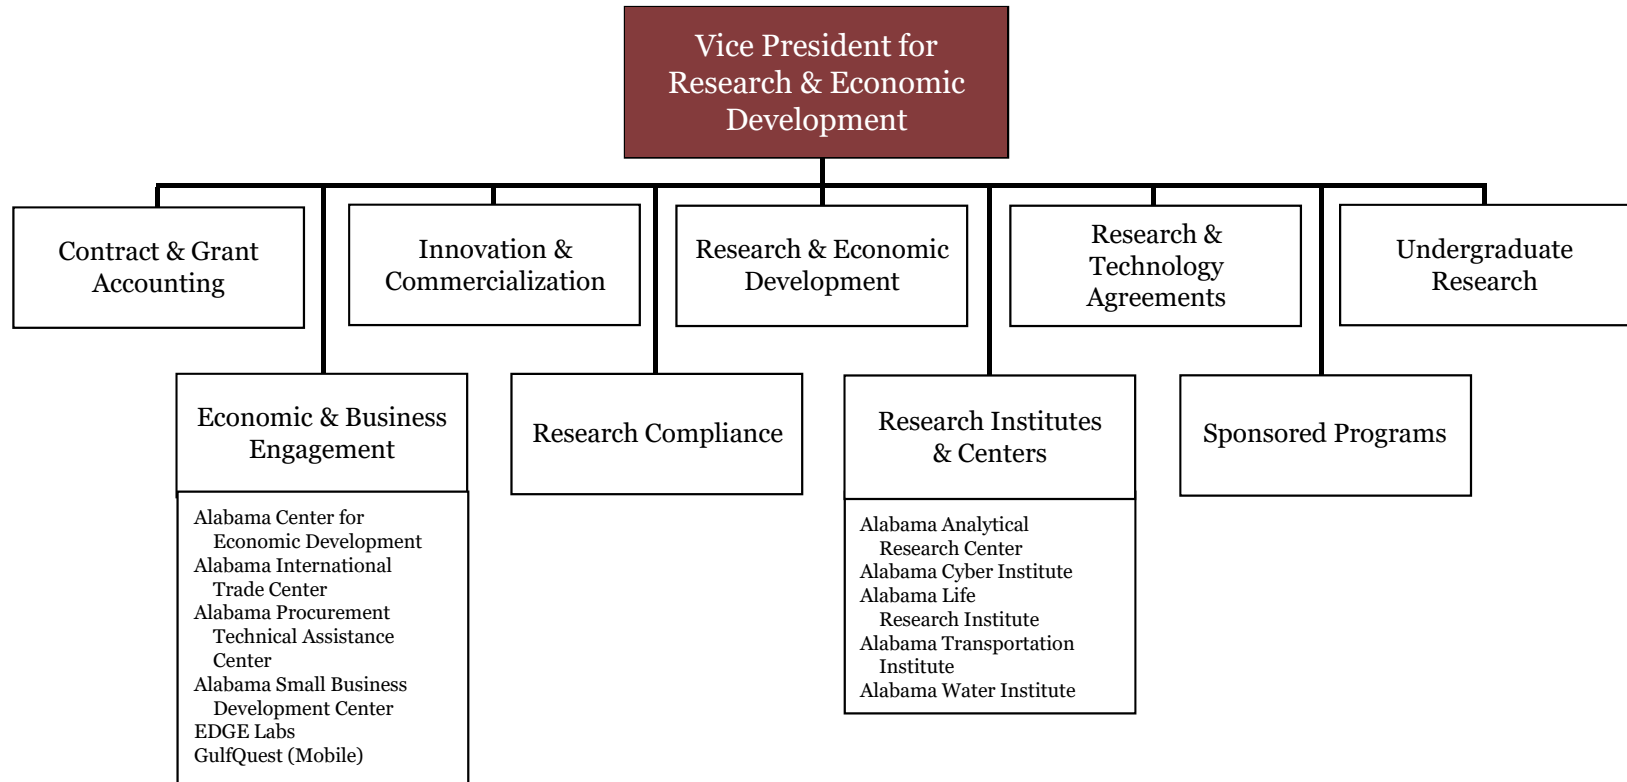 Vice President for
Research & Economic
Development
Contract & Grant
Accounting
Innovation &
Commercialization
Research & Economic
Development
Research &
Technology
Agreements
Undergraduate
Research
Economic & Business
Engagement
Research Compliance
Research Institutes
& Centers
Sponsored Programs
Alabama Center for
Economic Development
Alabama International
Trade Center
Alabama Procurement
Technical Assistance
Center
Alabama Small Business
Development Center
EDGE Labs
GulfQuest (Mobile)
Alabama Analytical
Research Center
Alabama Cyber Institute
Alabama Life
Research Institute
Alabama Transportation
Institute
Alabama Water Institute